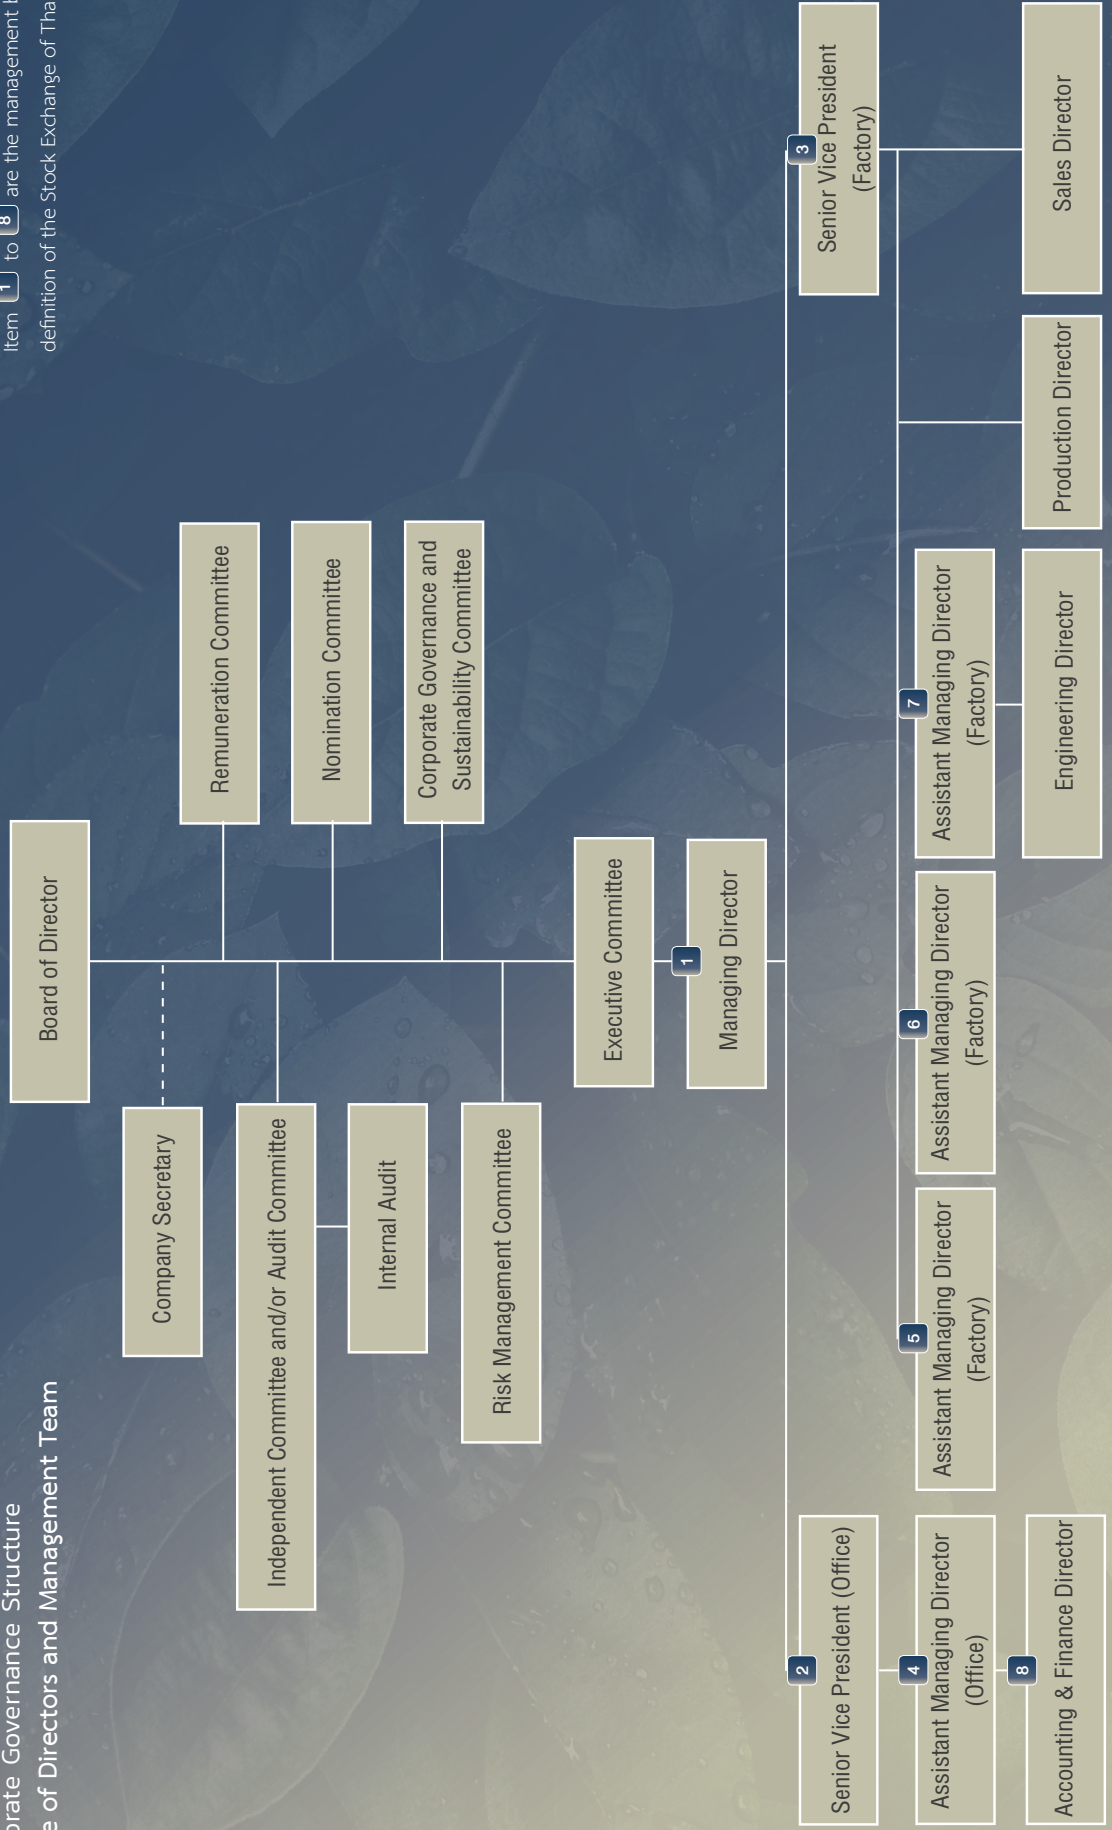 Governance Structure
of Directors and Management Team
Item 1 to 8 are the management
definition of the Stock Exchange of
Board of Director
Company Secretary
Remuneration Committee
Independent Committee and/or Audit Committee
Nomination Committee
Internal Audit
Corporate Governance and
Sustainability Committee
Risk Management Committee
Executive Committee
1
Managing Director
2
Senior Vice President (Office)
3
Senior Vice President
(Factory)
4
Assistant Managing Director
(Office)
5
Assistant Managing Director
(Factory)
6
Assistant Managing Director
(Factory)
7
Assistant Managing Director
(Factory)
8
Accounting & Finance Director
Engineering Director
Production Director
Sales Director